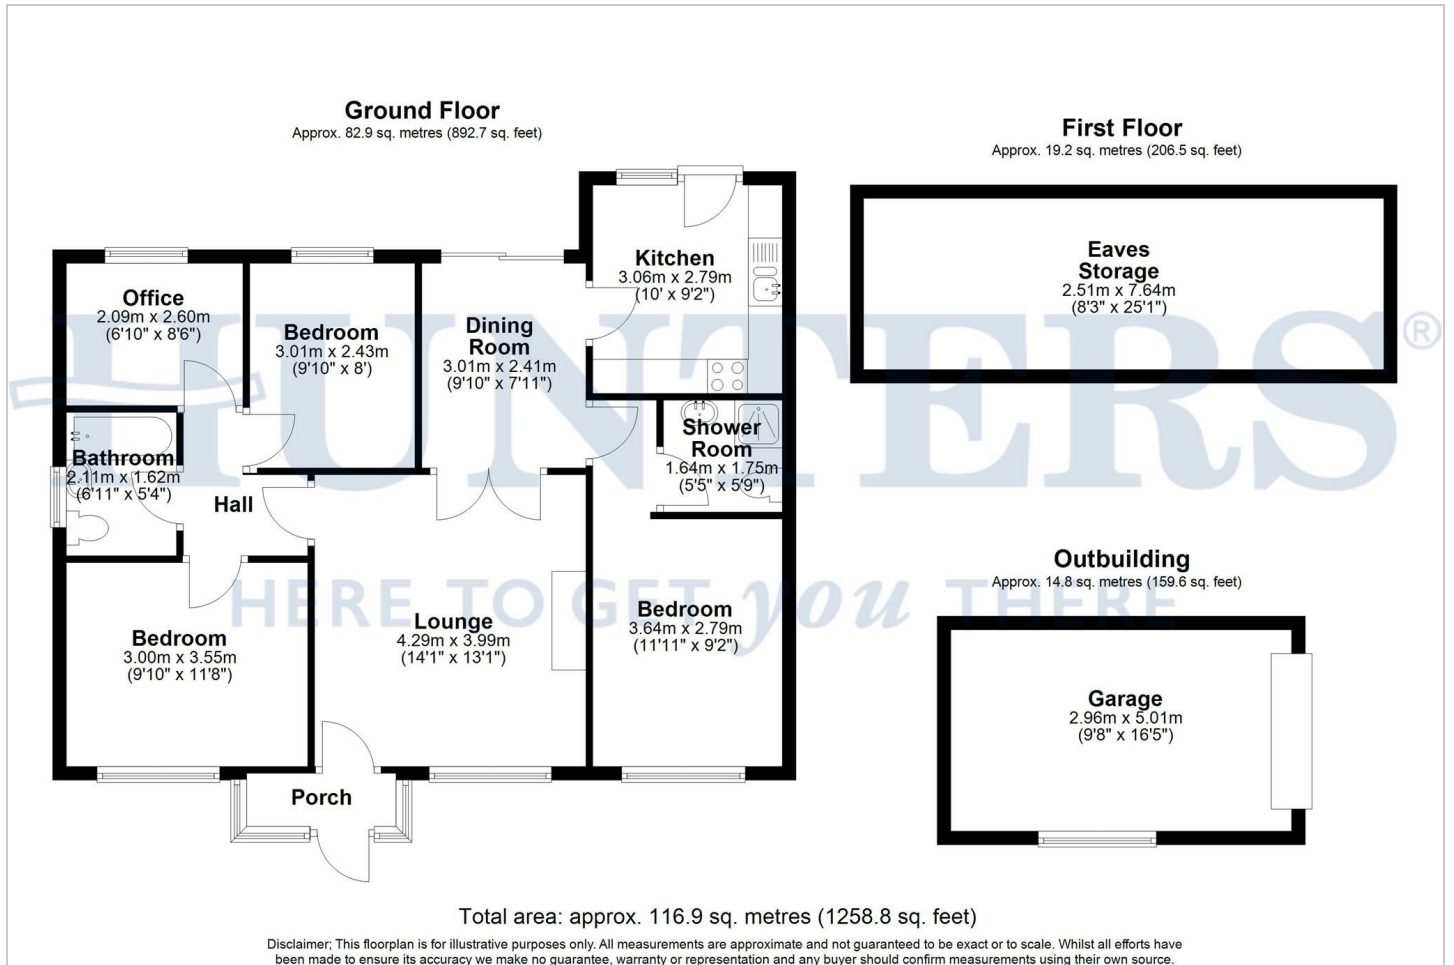 Ground Floor
Approx. 82.9 sq. metres (892.7 sq. feet)
First Floor
Approx. 19.2 sq. metres (206.5 sq. feet)
Kitchen
3.06m x 2.79m
(10' x 9'2")
Eaves
Storage
2.51m x 7.64m
(8'3" x 25'1")
Office
2.09m x 2.60m
(6'10" x 8'6")
Bedroom
3.01m x 2.43m
(9'10" x 8')
Dining
Room
3.01m x 2.41m
(9'10" x 7'11")
HUNTERS®
Shower
Room
1.64m x 1.75m
(5'5" x 5'9")
Bathroom
2.11m x 1.62m
(6'11" x 5'4")
Hall
Outbuilding
Approx. 14.8 sq. metres (159.6 sq. feet)
HERE TO GET you THERE
Bedroom
3.00m x 3.55m
(9'10" x 11'8")
Lounge
4.29m x 3.99m
(14'1" x 13'1")
Bedroom
3.64m x 2.79m
(11'11" x 9'2")
Garage
2.96m x 5.01m
(9'8" x 16'5")
Porch
Total area: approx. 116.9 sq. metres (1258.8 sq. feet)
Disclaimer; This floorplan is for illustrative purposes only. All measurements are approximate and not guaranteed to be exact or to scale. Whilst all efforts have
been made to ensure its accuracy we make no guarantee, warranty or representation and any buyer should confirm measurements using their own source.